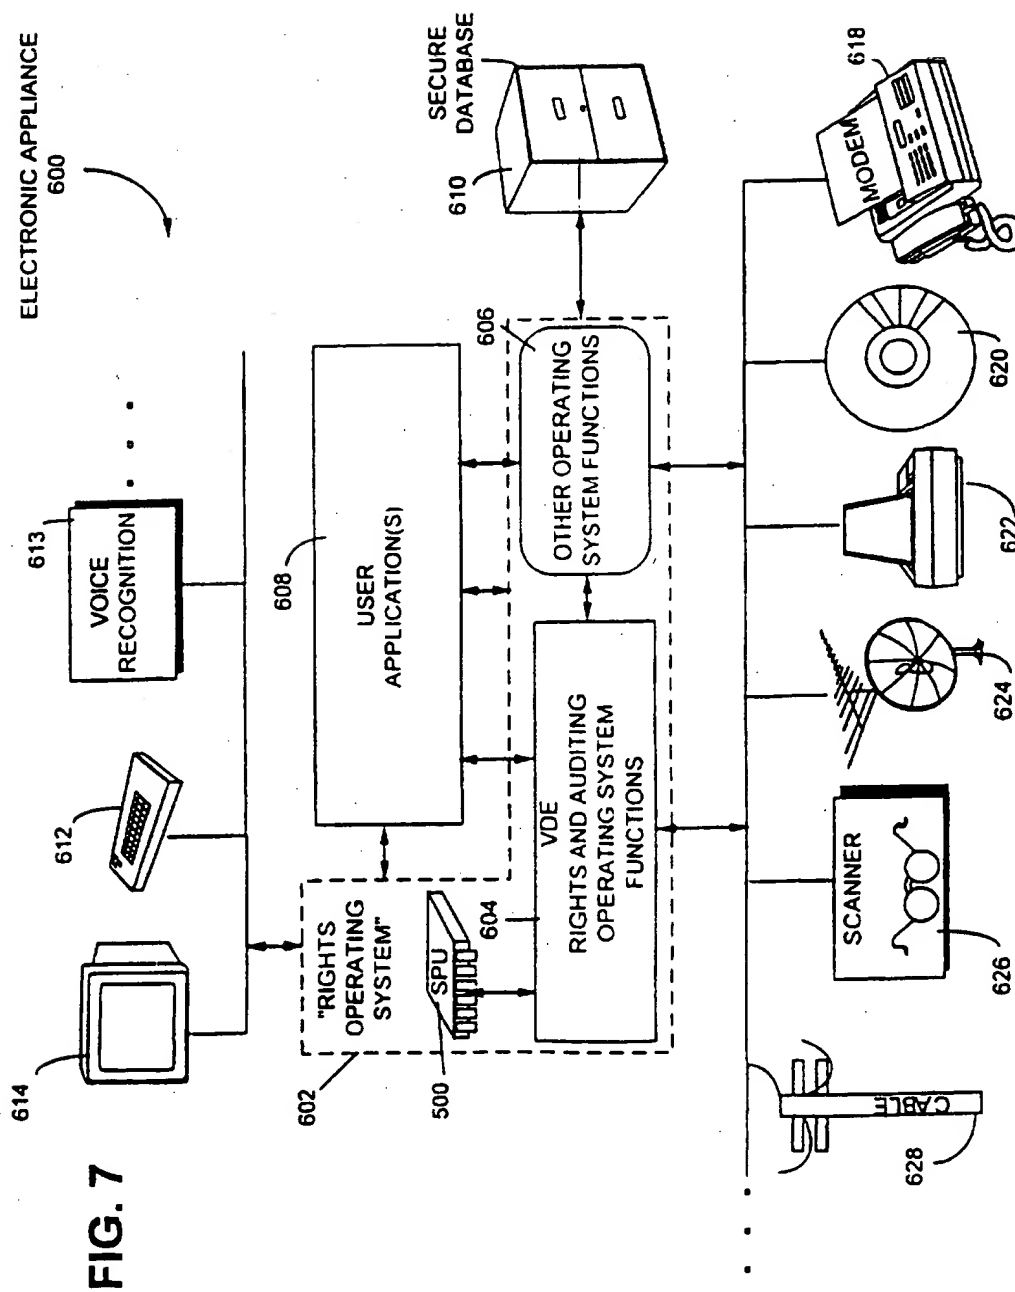 FIG. 7
ELECTRONIC APPLIANCE
600
614
612
613
VOICE
RECOGNITION
602
"RIGHTS
OPERATING
SYSTEM"
608
USER
APPLICATION(S)
500
SPU
604
VDE
RIGHTS AND AUDITING
OPERATING SYSTEM
FUNCTIONS
606
OTHER OPERATING
SYSTEM FUNCTIONS
610
SECURE
DATABASE
628
CABLE
626
SCANNER
624
622
620
618
MODEM